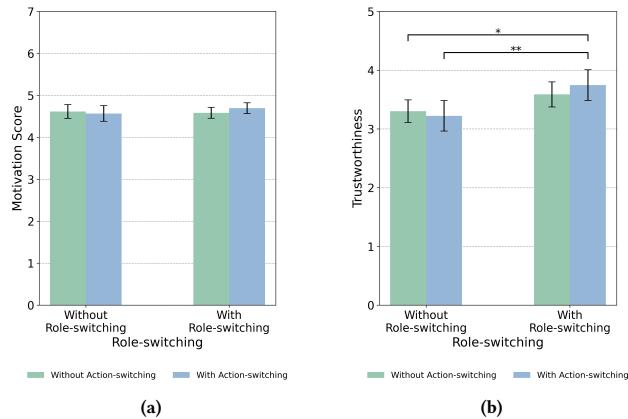 7
6
5
4
3
2
1
0
Motivation Score
Without
Role-switching
With
Role-switching
Role-switching
Without Action-switching
With Action-switching
(a)
5
4
3
2
1
0
Trustworthiness
*
**
Without
Role-switching
With
Role-switching
Role-switching
Without Action-switching
With Action-switching
(b)